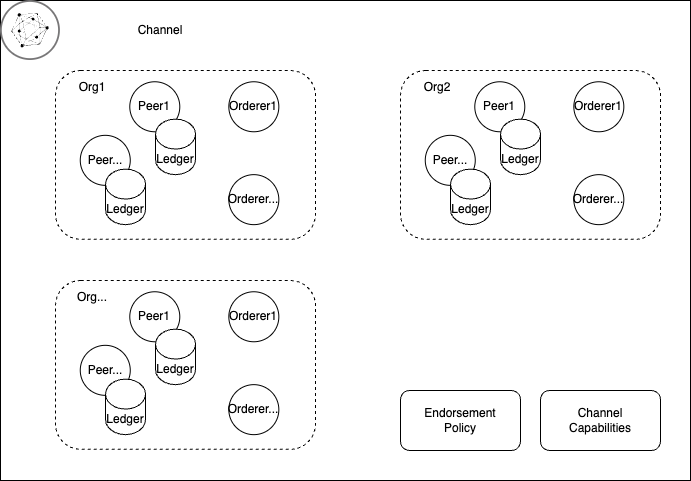 Channel
Org1
Peer1
Orderer1
Ledger
Peer...
Ledger
Orderer...
Org2
Peer1
Orderer1
Ledger
Peer...
Ledger
Orderer...
Org...
Peer1
Orderer1
Ledger
Peer...
Ledger
Orderer...
Endorsement
Policy
Channel
Capabilities